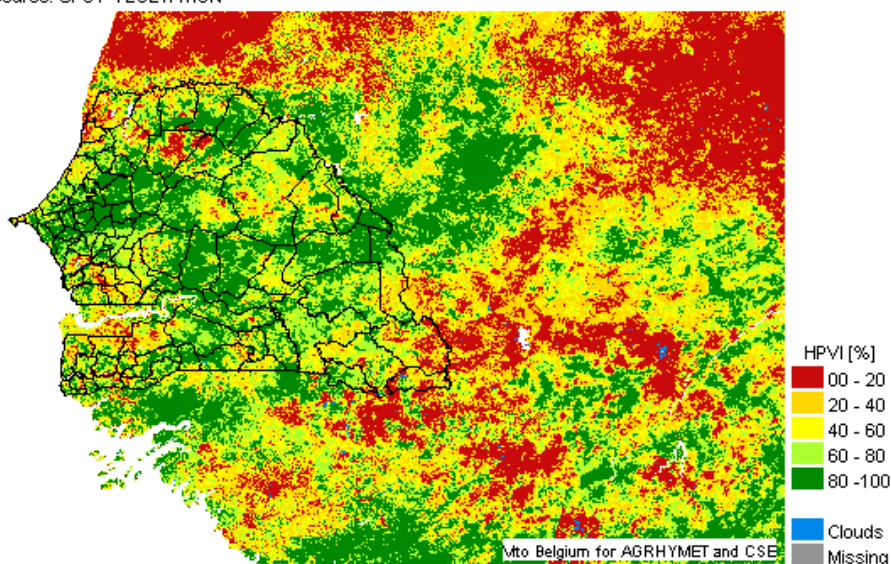 HPVI [%]
00 - 20
20 - 40
40 - 60
60 - 80
80 -100
Clouds
Missing
Vito Belgium for AGRHYMET and CSE